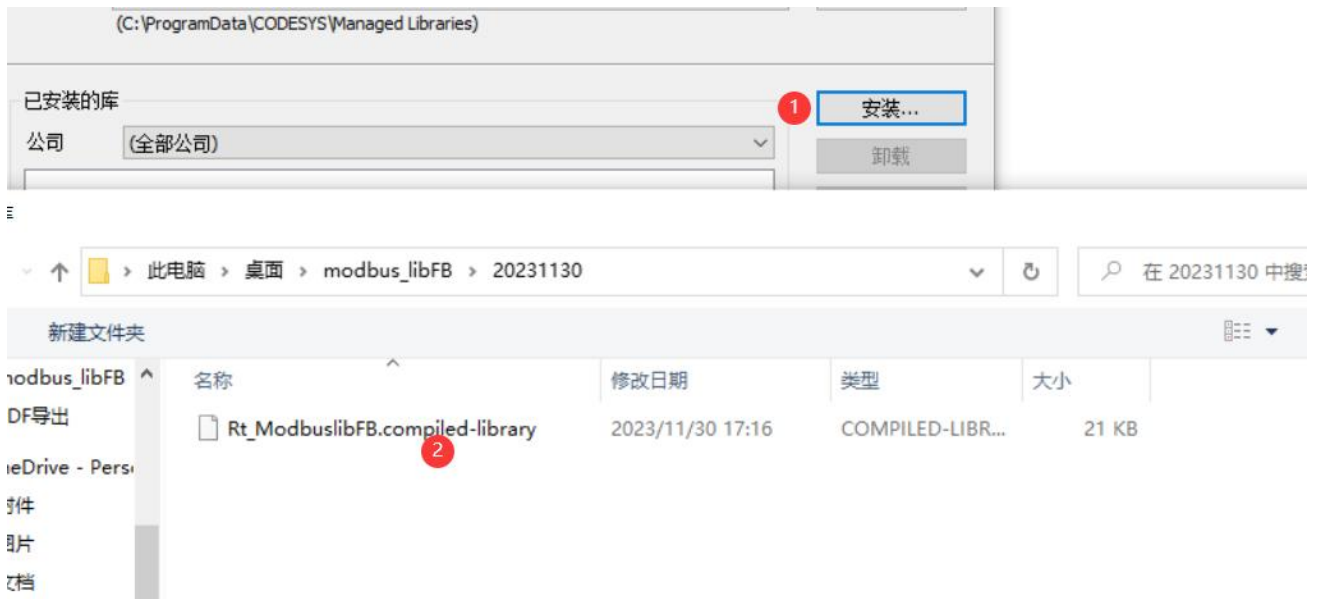 (C:\ProgramData\CODESYS\Managed Libraries)
已安装的库
1 安装...
公司 (全部公司)
卸载
此电脑 › 桌面 › modbus_libFB › 20231130
在 20231130 中搜
新建文件夹
modbus_libFB
名称 修改日期 类型 大小
DF导出
Rt_ModbuslibFB.compiled-library 2023/11/30 17:16 COMPILED-LIBR... 21 KB
2
eDrive - Pers